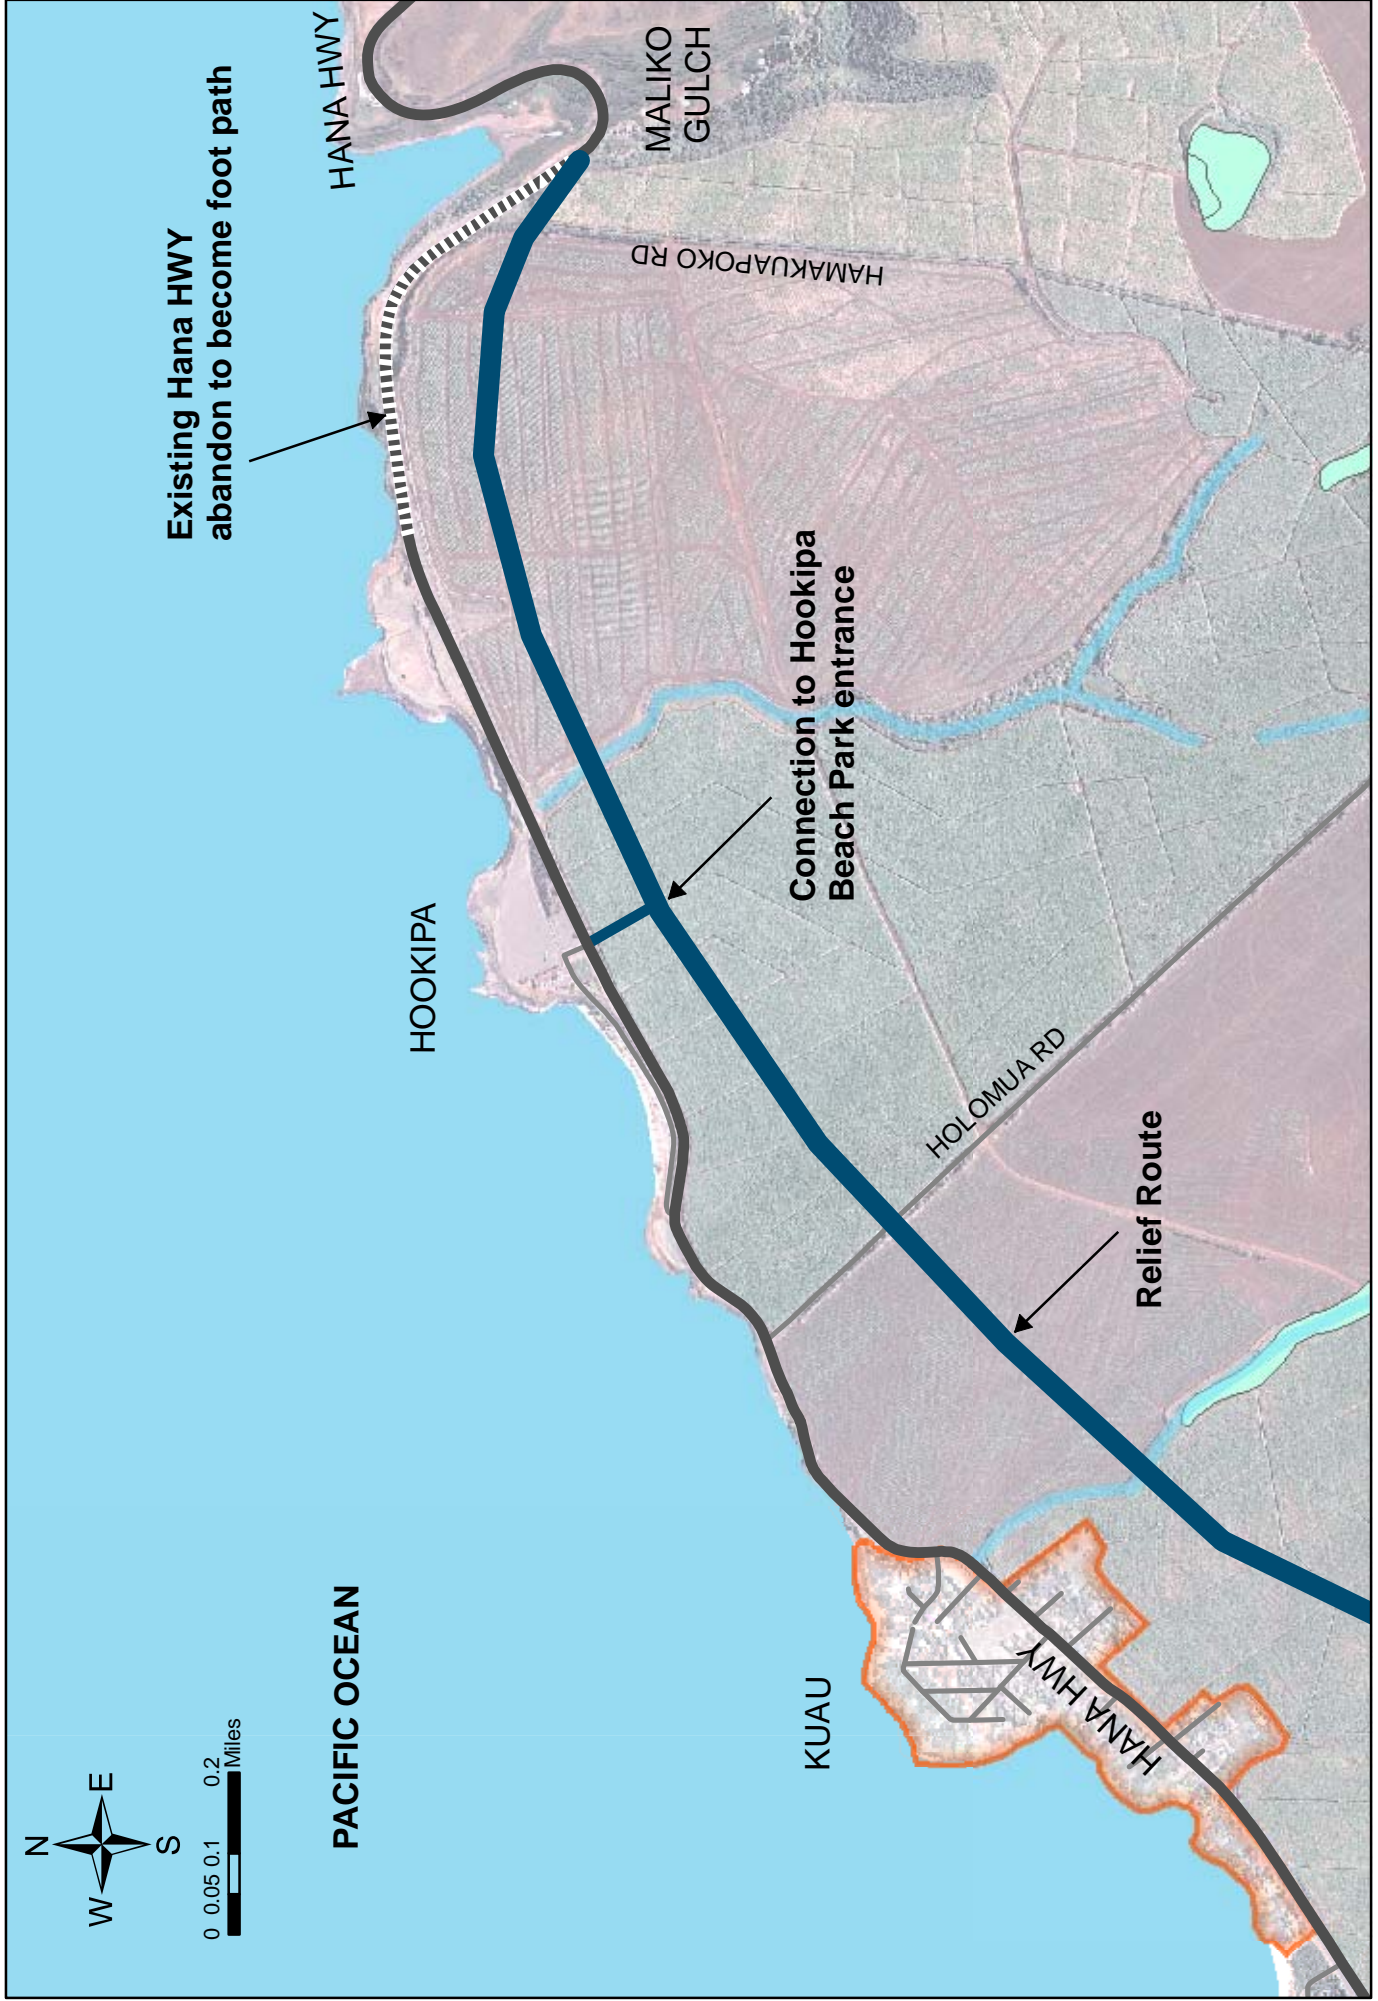 N
W
E
S
0 0.05 0.1 0.2
Miles
PACIFIC OCEAN
Existing Hana HWY
abandon to become foot path
HANA HWY
MALIKO
GULCH
HAMAKUAPOKO RD
HOOKIPA
Connection to Hookipa
Beach Park entrance
HOLOMUA RD
KUAU
HANA HWY
Relief Route